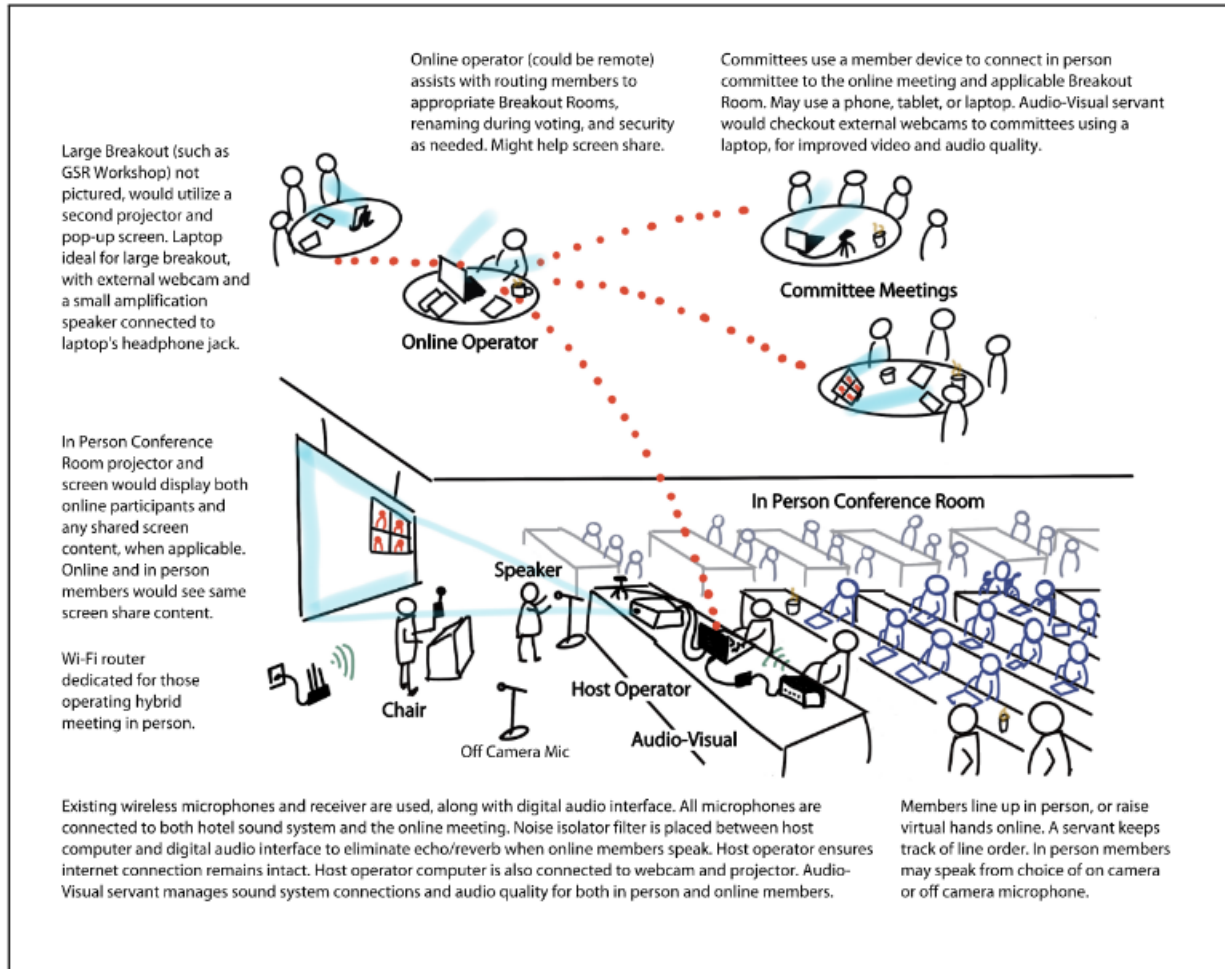 Online operator (could be remote)
assists with routing members to
appropriate Breakout Rooms,
renaming during voting, and security
as needed. Might help screen share.
Committees use a member device to connect in person
committee to the online meeting and applicable Breakout
Room. May use a phone, tablet, or laptop. Audio-Visual servant
would checkout external webcams to committees using a
laptop, for improved video and audio quality.
Large Breakout (such as
GSR Workshop) not
pictured, would utilize a
second projector and
pop-up screen. Laptop
ideal for large breakout,
with external webcam and
a small amplification
speaker connected to
laptop's headphone jack.
Online Operator
Committee Meetings
In Person Conference
Room projector and
screen would display both
online participants and
any shared screen
content, when applicable.
Online and in person
members would see same
screen share content.
Wi-Fi router
dedicated for those
operating hybrid
meeting in person.
In Person Conference Room
Speaker
Chair
Host Operator
Audio-Visual
Off Camera Mic
Existing wireless microphones and receiver are used, along with digital audio interface. All microphones are
connected to both hotel sound system and the online meeting. Noise isolator filter is placed between host
computer and digital audio interface to eliminate echo/reverb when online members speak. Host operator ensures
internet connection remains intact. Host operator computer is also connected to webcam and projector. Audio-
Visual servant manages sound system connections and audio quality for both in person and online members.
Members line up in person, or raise
virtual hands online. A servant keeps
track of line order. In person members
may speak from choice of on camera
or off camera microphone.